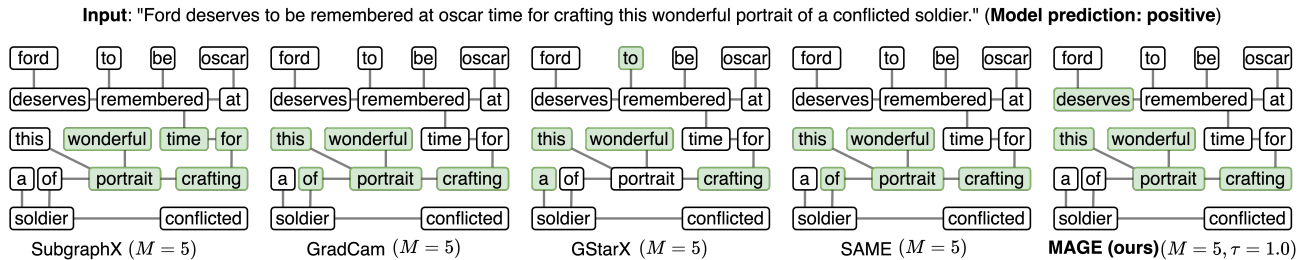 Input: "Ford deserves to be remembered at oscar time for crafting this wonderful portrait of a conflicted soldier." (Model prediction: positive)
ford to be oscar
deserves remembered at
this wonderful time for
a of portrait crafting
soldier conflicted
SubgraphX (M = 5)
ford to be oscar
deserves remembered at
this wonderful time for
a of portrait crafting
soldier conflicted
GradCam (M = 5)
ford to be oscar
deserves remembered at
this wonderful time for
a of portrait crafting
soldier conflicted
GStarX (M = 5)
ford to be oscar
deserves remembered at
this wonderful time for
a of portrait crafting
soldier conflicted
SAME (M = 5)
ford to be oscar
deserves remembered at
this wonderful time for
a of portrait crafting
soldier conflicted
MAGE (ours)(M = 5, τ = 1.0)